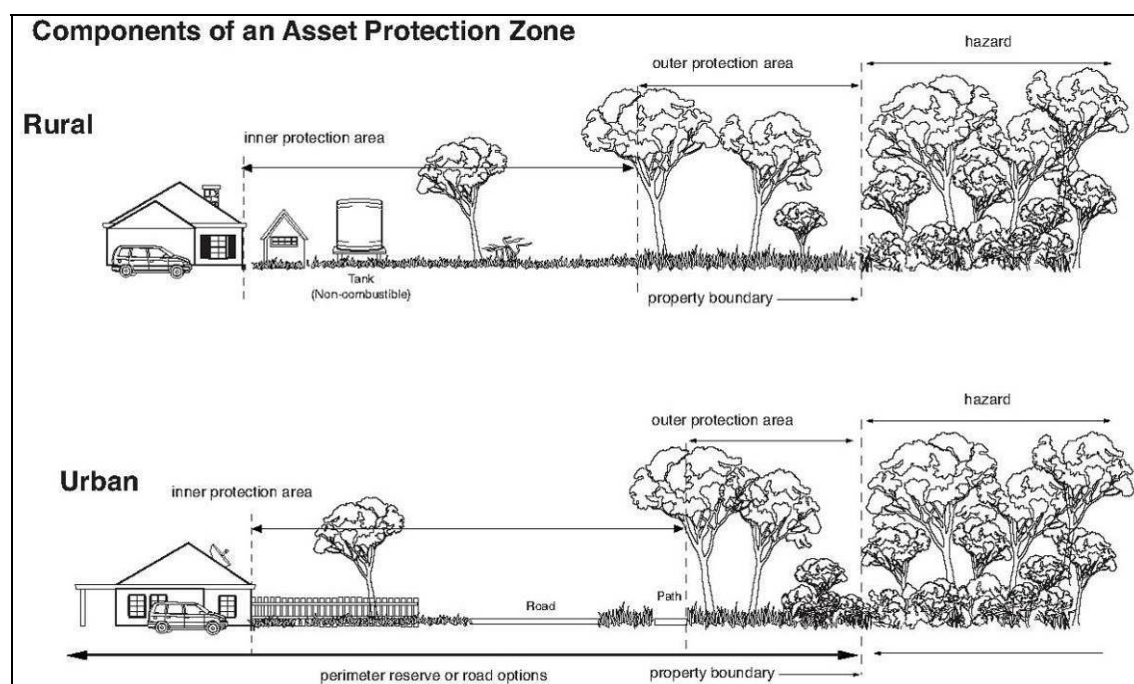 Components of an Asset Protection Zone
hazard
outer protection area
Rural
inner protection area
Tank
(Non-combustible)
property boundary
hazard
outer protection area
Urban
inner protection area
Road
Path
perimeter reserve or road options
property boundary